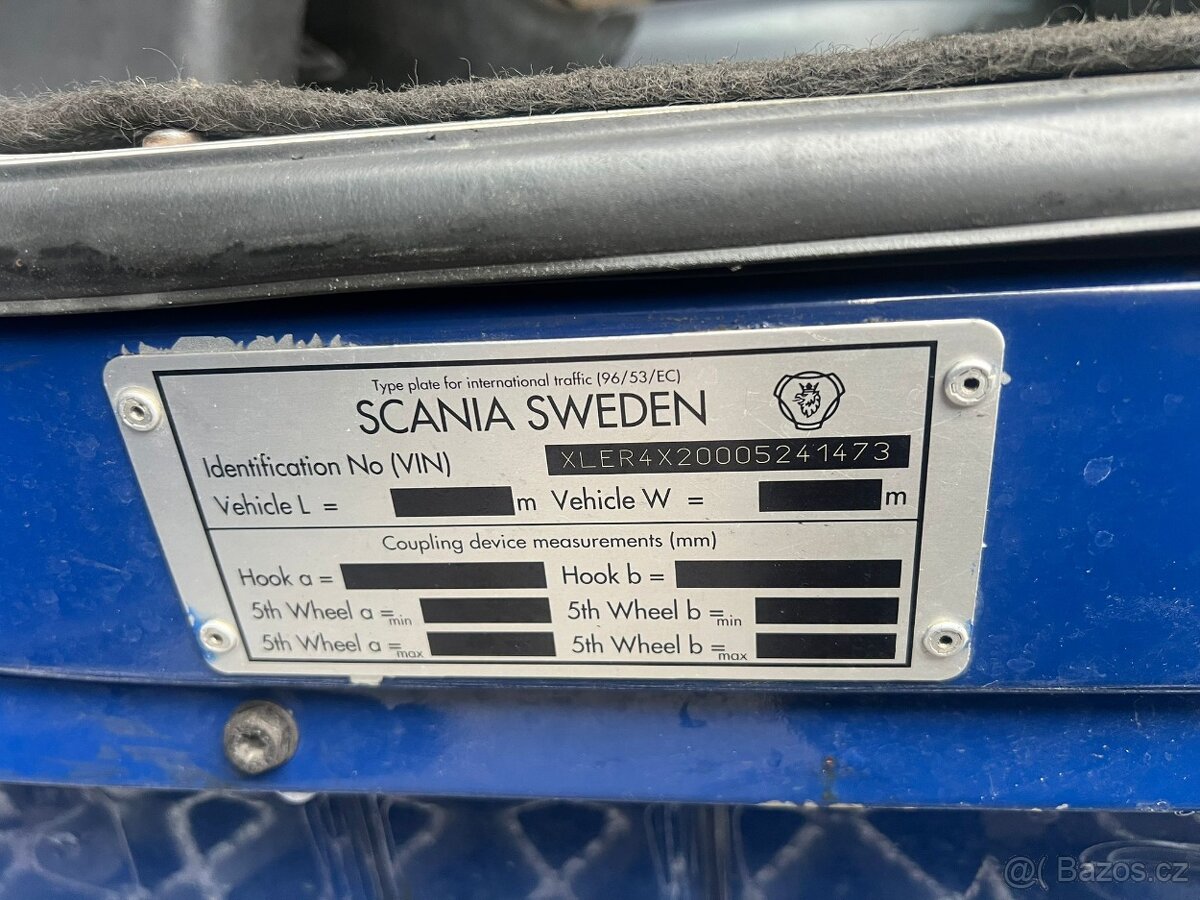 Type plate for international traffic (96/53/EC)
SCANIA SWEDEN
Identification No (VIN) XLER4X20005241473
Vehicle L = m Vehicle W = m
Coupling device measurements (mm)
Hook a = Hook b =
5th Wheel a =min 5th Wheel b =min
5th Wheel a =max 5th Wheel b =max
@( Bazoš.cz